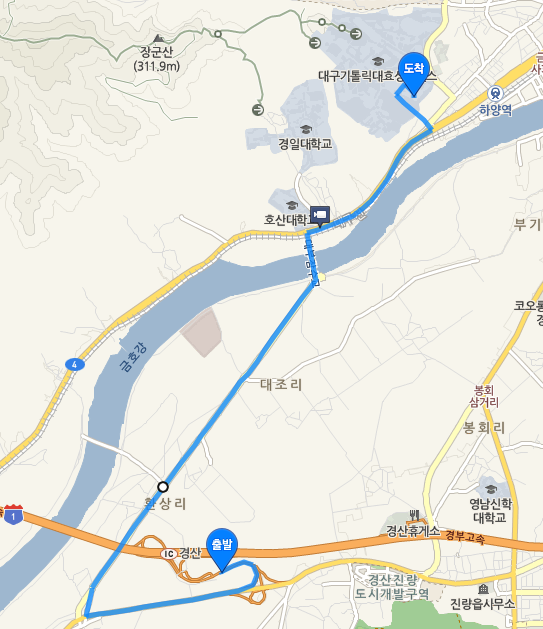 장군산
(311.9m)
도착
대구가톨릭대효성
스
하양역
경일대학교
호산대학교
부기
코오롱
금호강
4
대조리
봉회
삼거리
봉회리
환상리
영남신학
대학교
1
IC 경산
출발
경산휴게소
경부고속
경산진량
도시개발구역
진량읍사무소